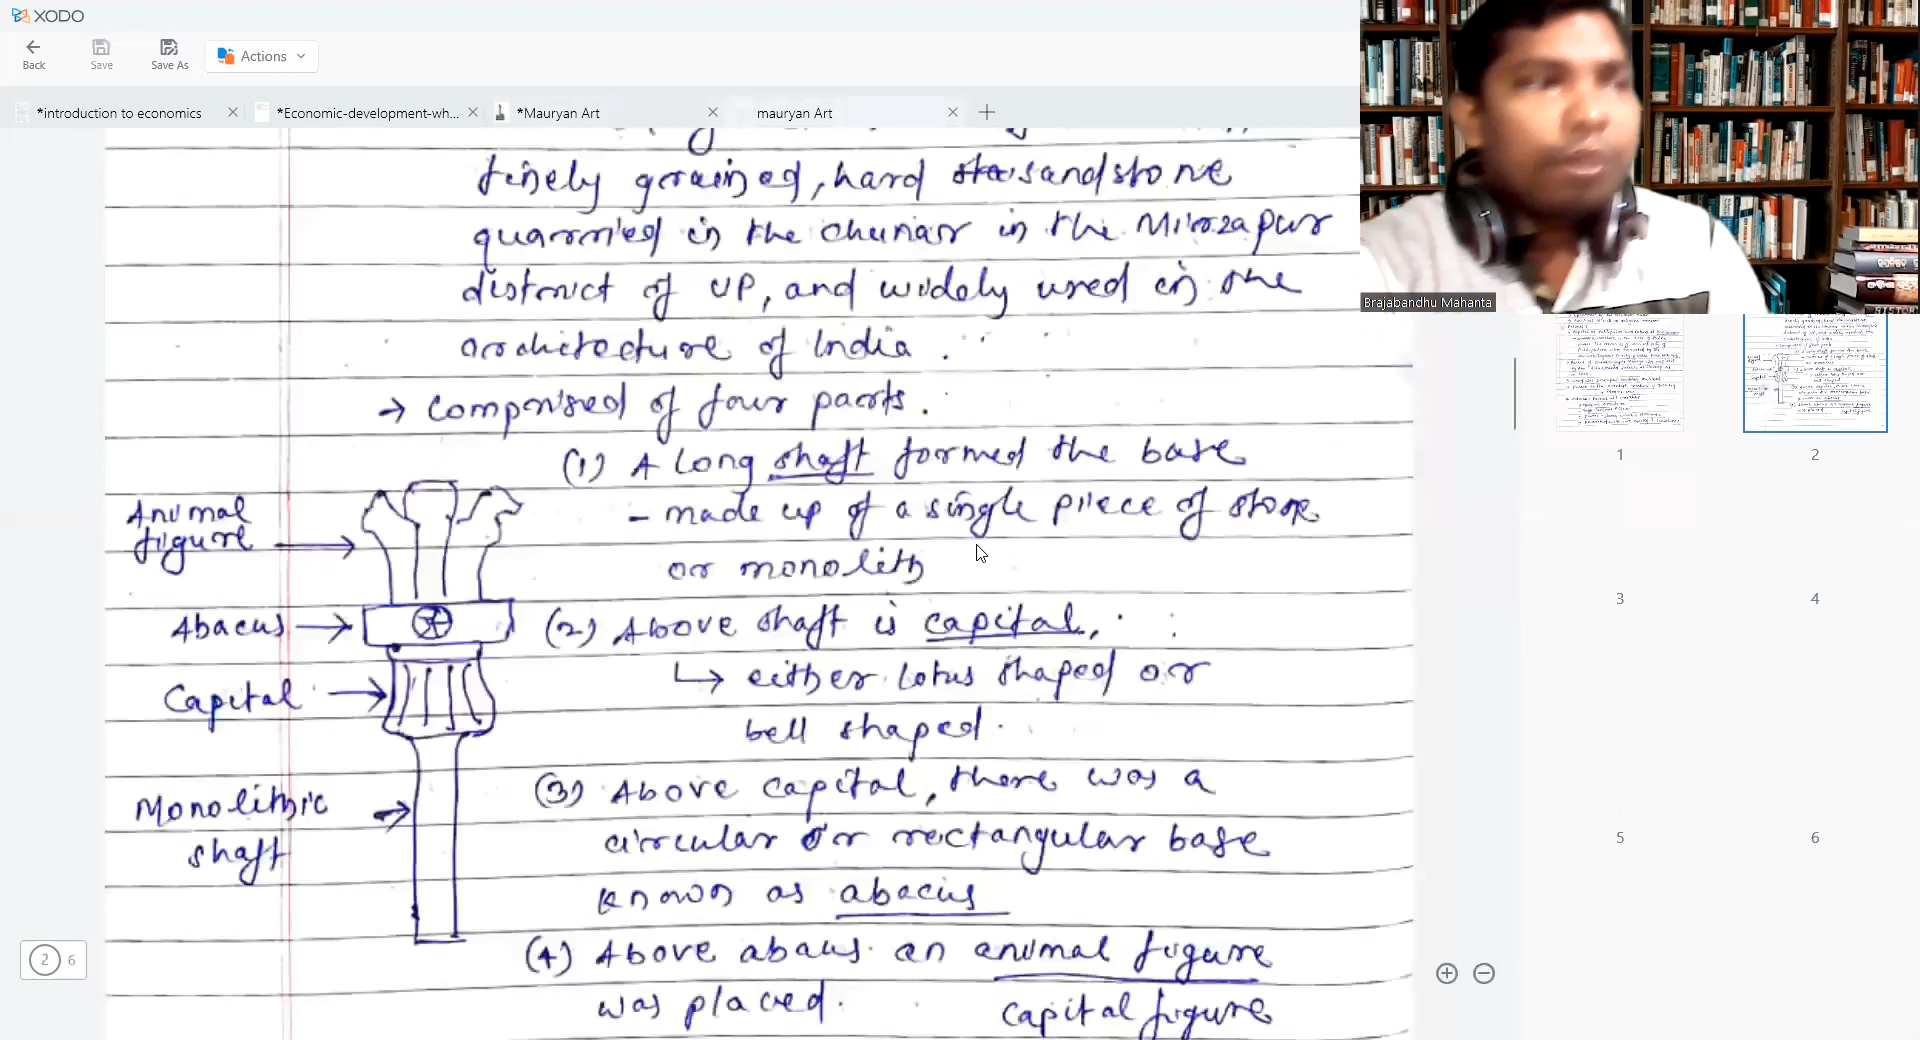 XODO
Back
Save
Save As
Actions
*introduction to economics
*Economic-development-wh...
*Mauryan Art
mauryan Art
finely grained, hard sandstone
quarried in the chunar in the Mirzapur
district of UP, and widely used in the
architecture of India.
→ comprised of four parts.
(1) A long shaft formed the base
- made up of a single piece of stone
or monolith
(2) Above shaft is capital,
↳ either lotus shaped or
bell shaped.
(3) Above capital, there was a
circular or rectangular base
known as abacus
(4) Above abacus an animal figure
was placed.
capital figure
Animal
figure
Abacus
Capital
Monolithic
shaft
2 6
Brajabandhu Mahanta
1
2
3
4
5
6